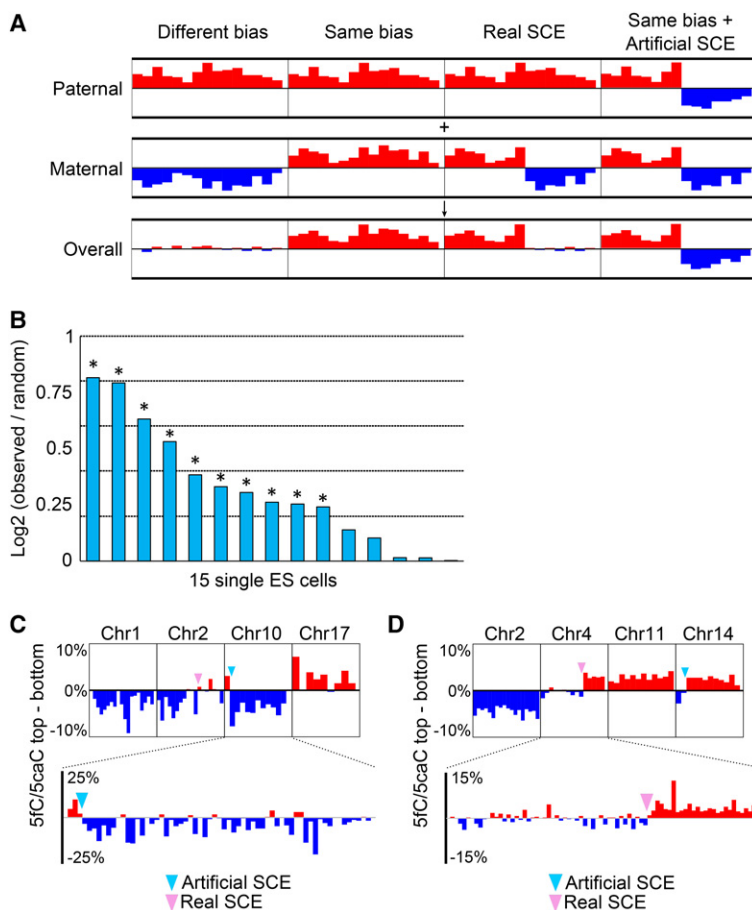 A
Different bias Same bias Real SCE Same bias +
Artificial SCE
Paternal
+
Maternal
Overall
B
1
0.75
0.5
0.25
0
Log2 (observed / random)
* * * * * * * * * *
15 single ES cells
C
Chr1 Chr2 Chr10 Chr17
10%
0%
-10%
5fC/5caC top - bottom
25%
-25%
Artificial SCE
Real SCE
D
Chr2 Chr4 Chr11 Chr14
10%
0%
-10%
5fC/5caC top - bottom
15%
-15%
Artificial SCE
Real SCE